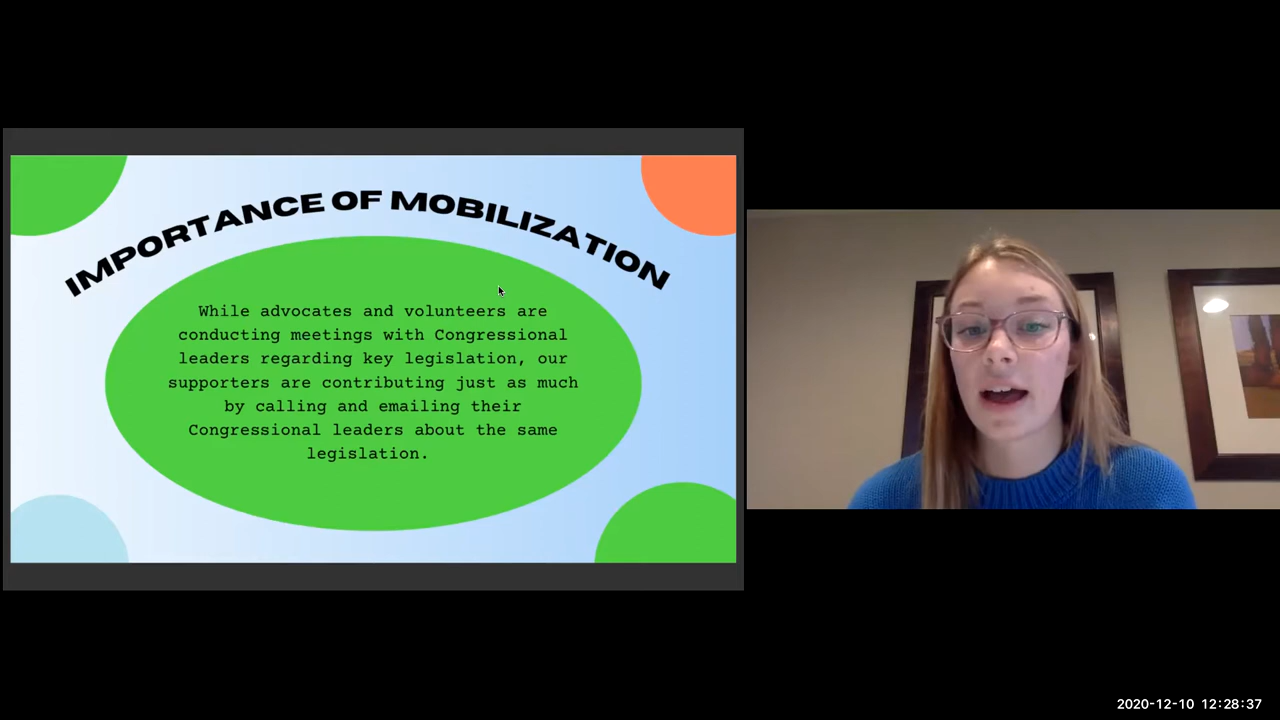 IMPORTANCE OF MOBILIZATION
While advocates and volunteers are
conducting meetings with Congressional
leaders regarding key legislation, our
supporters are contributing just as much
by calling and emailing their
Congressional leaders about the same
legislation.
2020-12-10 12:28:37